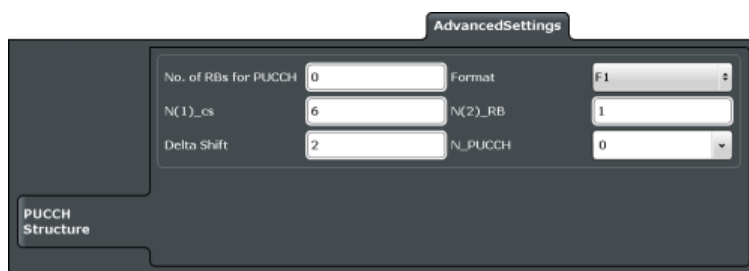 AdvancedSettings
No. of RBs for PUCCH 0 Format F1
N(1)_cs 6 N(2)_RB 1
Delta Shift 2 N_PUCCH 0
PUCCH
Structure